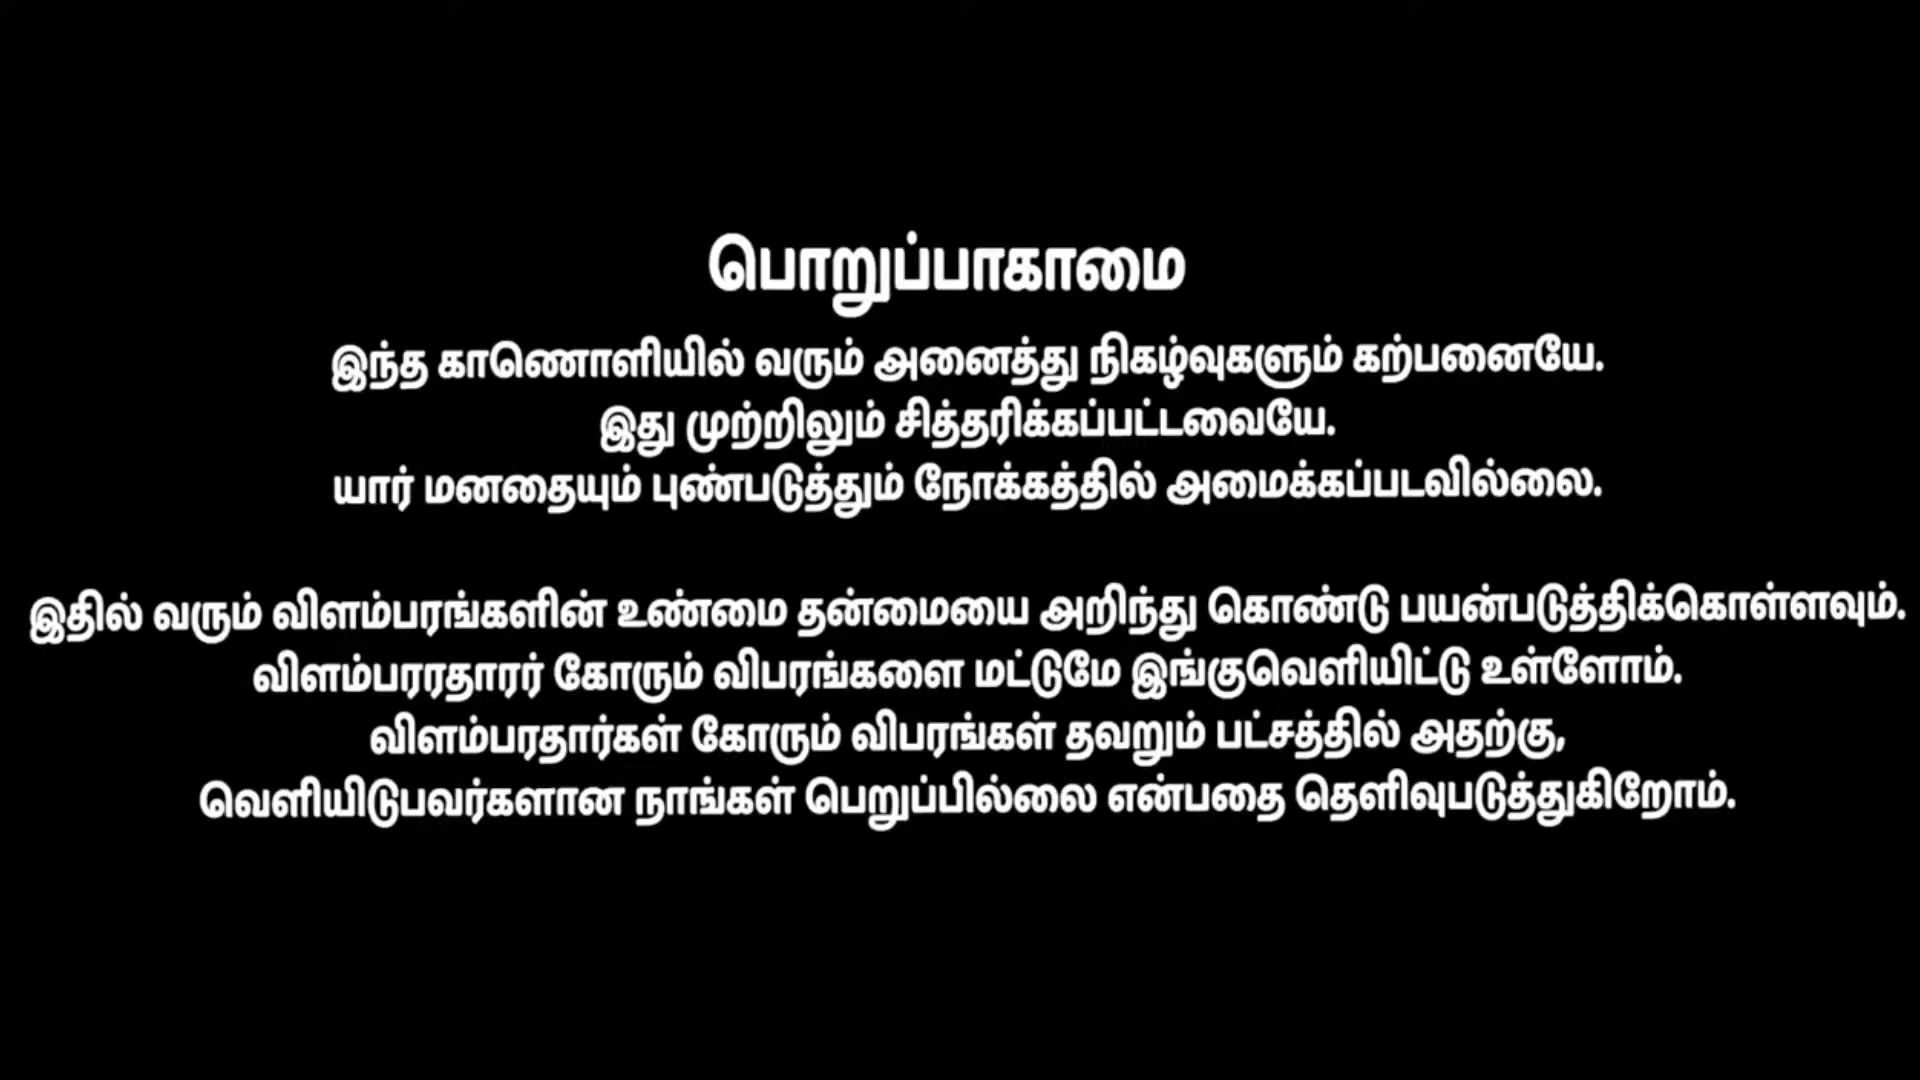 பொறுப்பாகாமை
இந்த காணொளியில் வரும் அனைத்து நிகழ்வுகளும் கற்பனையே.
இது முற்றிலும் சித்தரிக்கப்பட்டவையே.
யார் மனதையும் புண்படுத்தும் நோக்கத்தில் அமைக்கப்படவில்லை.
இதில் வரும் விளம்பரங்களின் உண்மை தன்மையை அறிந்து கொண்டு பயன்படுத்திக்கொள்ளவும்.
விளம்பரரதாரர் கோரும் விபரங்களை மட்டுமே இங்குவெளியிட்டு உள்ளோம்.
விளம்பரதார்கள் கோரும் விபரங்கள் தவறும் பட்சத்தில் அதற்கு,
வெளியிடுபவர்களான நாங்கள் பெறுப்பில்லை என்பதை தெளிவுபடுத்துகிறோம்.